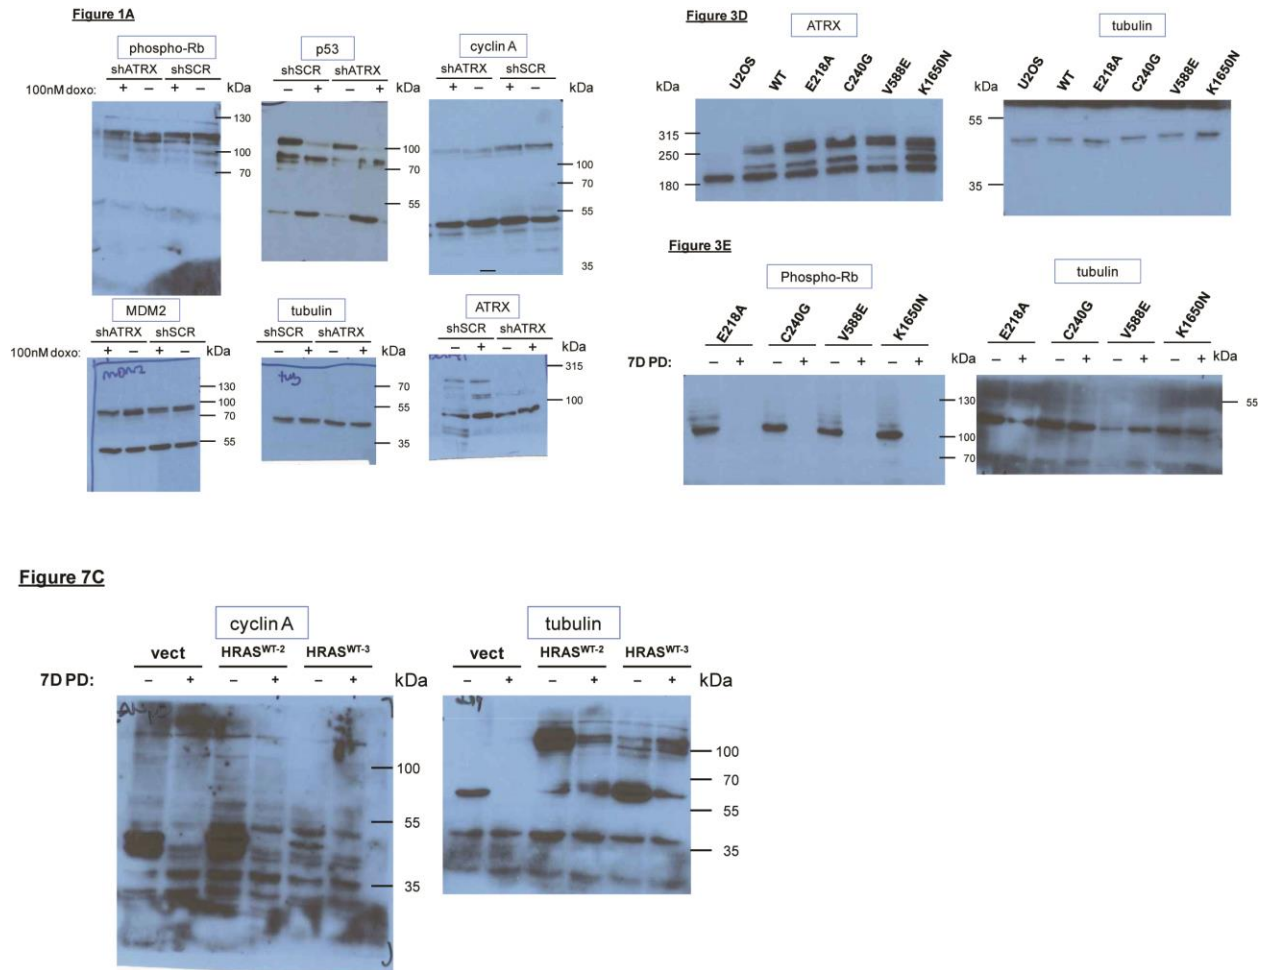 Figure 1A
phospho-Rb
shATRX shSCR
100nM doxo: + – + – kDa
130
100
70
p53
shSCR shATRX
– + – + kDa
100
70
55
cyclin A
shATRX shSCR
+ – + – kDa
100
70
55
35
MDM2
shATRX shSCR
100nM doxo: + – + – kDa
MDM2
130
100
70
55
tubulin
shSCR shATRX
– + – + kDa
tub
70
55
35
ATRX
shSCR shATRX
– + – + kDa
315
100
Figure 3D
ATRX
kDa U2OS WT E218A C240G V588E K1650N
315
250
180
tubulin
kDa U2OS WT E218A C240G V588E K1650N
55
35
Figure 3E
Phospho-Rb
E218A C240G V588E K1650N
7D PD: – + – + – + – + kDa
130
100
70
tubulin
E218A C240G V588E K1650N
– + – + – + – + kDa
55
Figure 7C
cyclin A
vect HRASWT-2 HRASWT-3
7D PD: – + – + – + kDa
100
55
35
tubulin
vect HRASWT-2 HRASWT-3
– + – + – + kDa
100
70
55
35